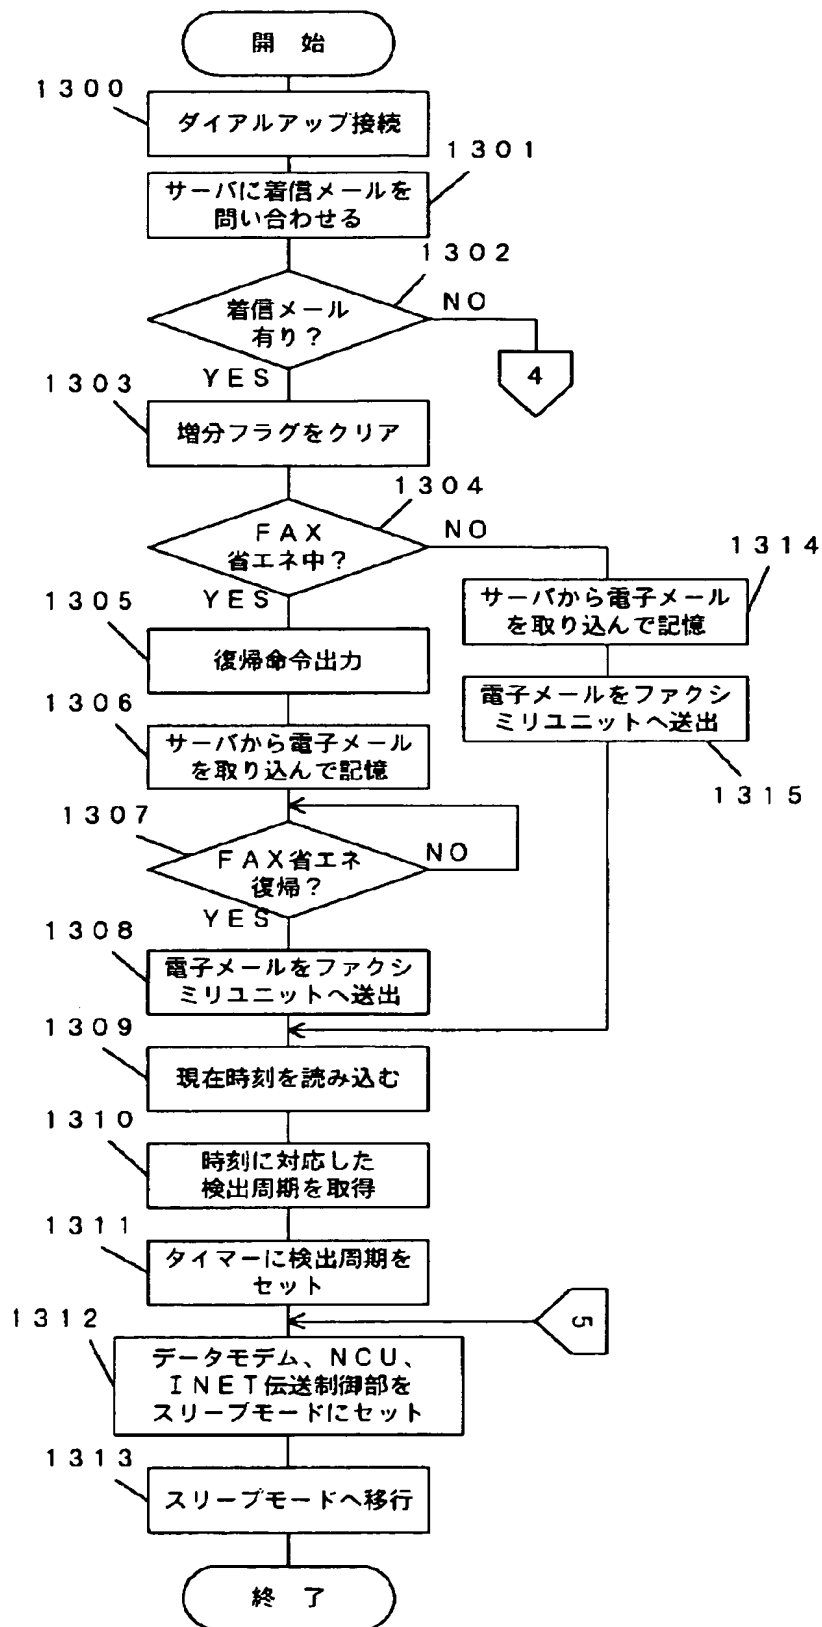 開 始
1300
ダイアルアップ接続
1301
サーバに着信メールを
問い合わせる
1302
着信メール
有り?
NO
4
YES
1303
増分フラグをクリア
1304
FAX
省エネ中?
NO
YES
1314
サーバから電子メール
を取り込んで記憶
1305
復帰命令出力
電子メールをファクシ
ミリユニットへ送出
1315
1306
サーバから電子メール
を取り込んで記憶
1307
FAX省エネ
復帰?
NO
YES
1308
電子メールをファクシ
ミリユニットへ送出
1309
現在時刻を読み込む
1310
時刻に対応した
検出周期を取得
1311
タイマーに検出周期を
セット
5
1312
データモデム、NCU、
INET伝送制御部を
スリープモードにセット
1313
スリープモードへ移行
終 了